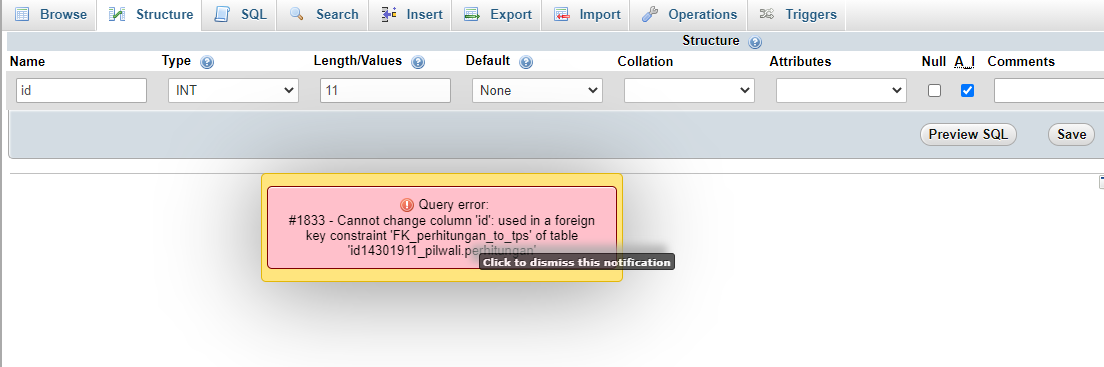 Browse Structure SQL Search Insert Export Import Operations Triggers
Structure
Name Type Length/Values Default Collation Attributes Null A_I Comments
id INT 11 None
Preview SQL Save
Query error:
#1833 - Cannot change column 'id': used in a foreign
key constraint 'FK_perhitungan_to_tps' of table
'id14301911_pilwali.perhitungan'
Click to dismiss this notification